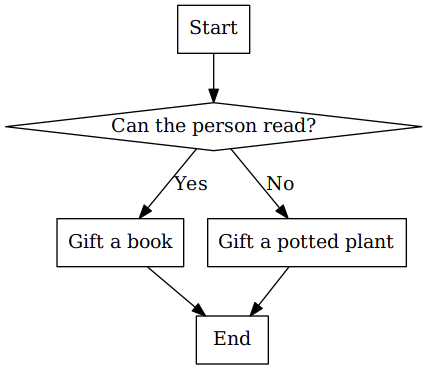 Start
Can the person read?
Yes
No
Gift a book
Gift a potted plant
End